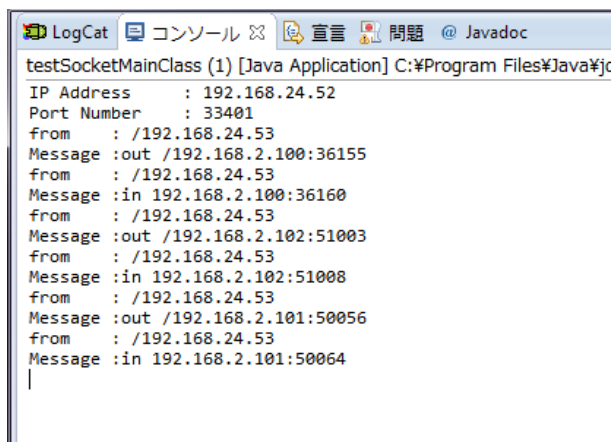 LogCat コンソール 宣言 問題 @ Javadoc
testSocketMainClass (1) [Java Application] C:¥Program Files¥Java¥
IP Address : 192.168.24.52
Port Number : 33401
from : /192.168.24.53
Message :out /192.168.2.100:36155
from : /192.168.24.53
Message :in 192.168.2.100:36160
from : /192.168.24.53
Message :out /192.168.2.102:51003
from : /192.168.24.53
Message :in 192.168.2.102:51008
from : /192.168.24.53
Message :out /192.168.2.101:50056
from : /192.168.24.53
Message :in 192.168.2.101:50064